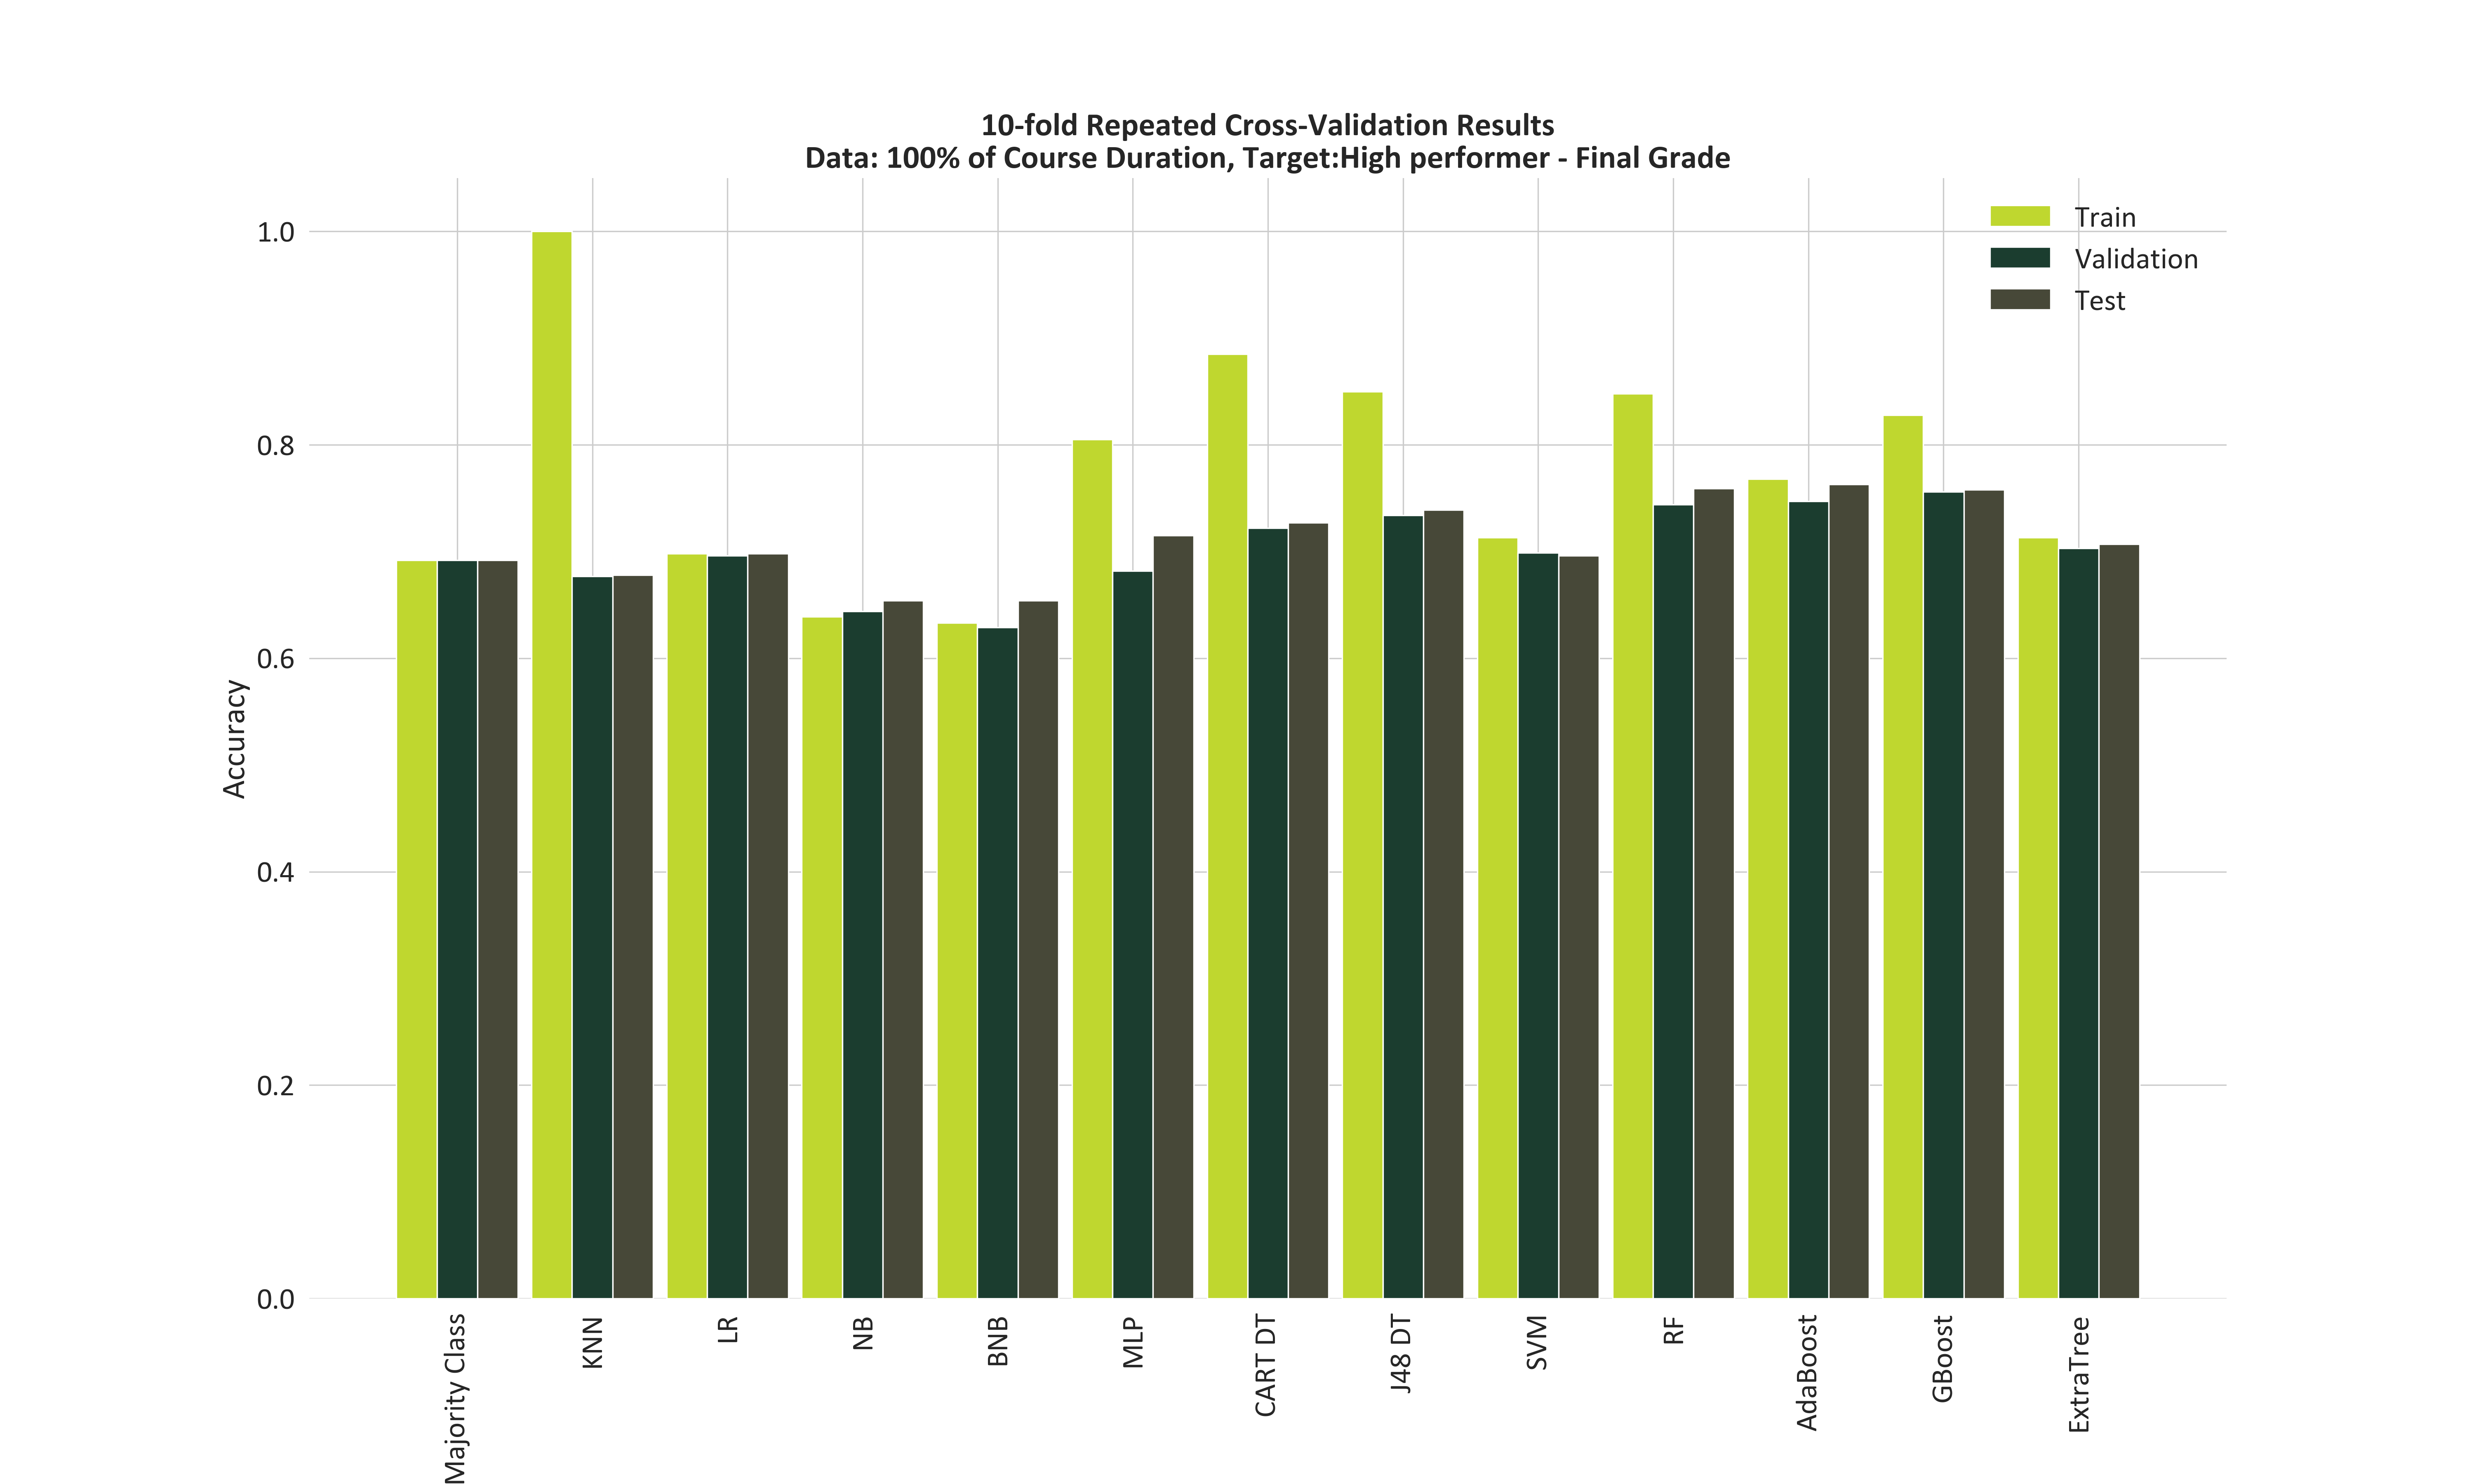 10-fold Repeated Cross-Validation Results
Data: 100% of Course Duration, Target:High performer - Final Grade
Train
Validation
Test
1.0
0.8
0.6
0.4
0.2
0.0
Accuracy
Majority Class
KNN
LR
NB
BNB
MLP
CART DT
J48 DT
SVM
RF
AdaBoost
GBoost
ExtraTree